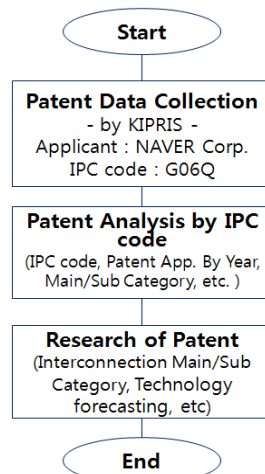 Start
Patent Data Collection
- by KIPRIS -
Applicant : NAVER Corp.
IPC code : G06Q
Patent Analysis by IPC
code
(IPC code, Patent App. By Year,
Main/Sub Category, etc. )
Research of Patent
(Interconnection Main/Sub
Category, Technology
forecasting, etc)
End